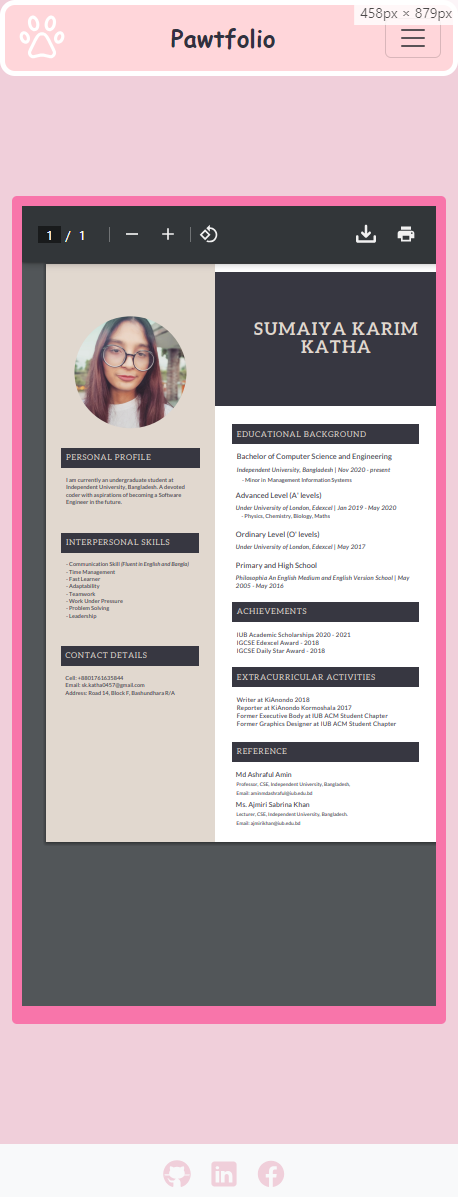 458px × 879px
Pawtfolio
1 / 1
SUMAIYA KARIM
KATHA
PERSONAL PROFILE
I am currently an undergraduate student at
Independent University, Bangladesh. A devoted
coder with aspirations of becoming a Software
Engineer in the future.
INTERPERSONAL SKILLS
- Communication Skill (Fluent in English and Bangla)
- Time Management
- Fast Learner
- Adaptability
- Teamwork
- Work Under Pressure
- Problem Solving
- Leadership
CONTACT DETAILS
Cell: +8801761635844
Email: sk.katha0457@gmail.com
Address: Road 14, Block F, Bashundhara R/A
EDUCATIONAL BACKGROUND
Bachelor of Computer Science and Engineering
Independent University, Bangladesh | Nov 2020 - present
- Minor in Management Information Systems
Advanced Level (A' levels)
Under University of London, Edexcel | Jan 2019 - May 2020
- Physics, Chemistry, Biology, Maths
Ordinary Level (O' levels)
Under University of London, Edexcel | May 2017
Primary and High School
Philosophia An English Medium and English Version School | May
2005 - May 2016
ACHIEVEMENTS
IUB Academic Scholarships 2020 - 2021
IGCSE Edexcel Award - 2018
IGCSE Daily Star Award - 2018
EXTRACURRICULAR ACTIVITIES
Writer at KiAnondo 2018
Reporter at KiAnondo Kormoshala 2017
Former Executive Body at IUB ACM Student Chapter
Former Graphics Designer at IUB ACM Student Chapter
REFERENCE
Md Ashraful Amin
Professor, CSE, Independent University, Bangladesh.
Email: aminmdashraful@iub.edu.bd
Ms. Ajmiri Sabrina Khan
Lecturer, CSE, Independent University, Bangladesh.
Email: ajmirikhan@iub.edu.bd